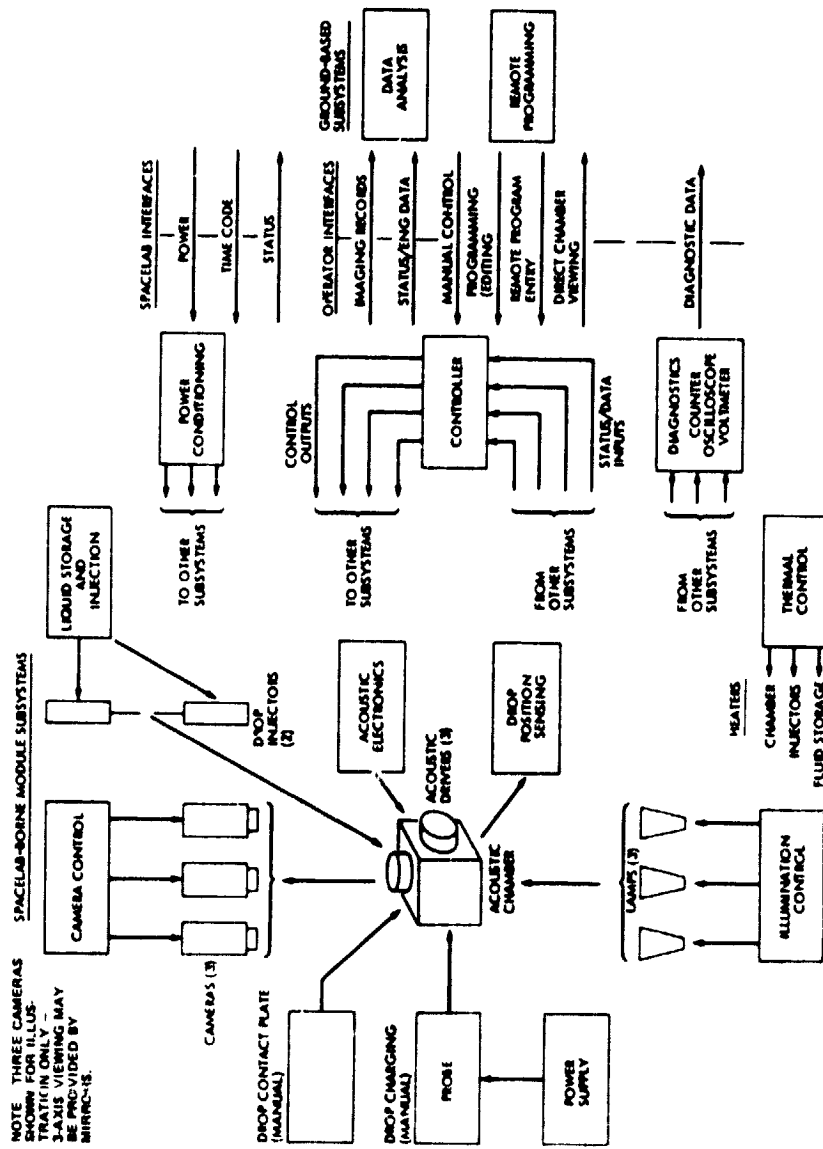 NOTE THREE CAMERAS
SHOWN FOR ILLUS-
TRATION ONLY –
3-AXIS VIEWING MAY
BE PROVIDED BY
MIRRORS.
SPACELAB-BORNE MODULE SUBSYSTEMS
CAMERA CONTROL
CAMERAS (3)
LIQUID STORAGE
AND
INJECTION
DROP
INJECTORS
(2)
DROP CONTACT PLATE
(MANUAL)
DROP CHARGING
(MANUAL)
PROBE
POWER
SUPPLY
ACOUSTIC
ELECTRONICS
ACOUSTIC
DRIVERS (3)
ACOUSTIC
CHAMBER
DROP
POSITION
SENSING
LAMPS (3)
ILLUMINATION
CONTROL
HEATERS
CHAMBER
INJECTORS
FLUID STORAGE
THERMAL
CONTROL
SPACELAB INTERFACES
POWER
TIME CODE
STATUS
POWER
CONDITIONING
TO OTHER
SUBSYSTEMS
OPERATOR INTERFACES
IMAGING RECORDS
STATUS/ENG DATA
MANUAL CONTROL
PROGRAMMING
(EDITING
REMOTE PROGRAM
ENTRY
DIRECT CHAMBER
VIEWING
CONTROL
OUTPUTS
TO OTHER
SUBSYSTEMS
CONTROLLER
FROM
OTHER
SUBSYSTEMS
STATUS/DATA
INPUTS
GROUND-BASED
SUBSYSTEMS
DATA
ANALYSIS
REMOTE
PROGRAMMING
DIAGNOSTICS
COUNTER
OSCILLOSCOPE
VOLTMETER
FROM OTHER
SUBSYSTEMS
DIAGNOSTIC DATA